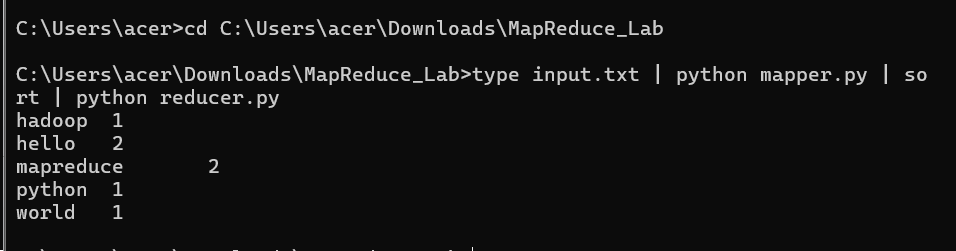 C:\Users\acer>cd C:\Users\acer\Downloads\MapReduce_Lab
C:\Users\acer\Downloads\MapReduce_Lab>type input.txt | python mapper.py | so
rt | python reducer.py
hadoop	1
hello	2
mapreduce	2
python	1
world	1